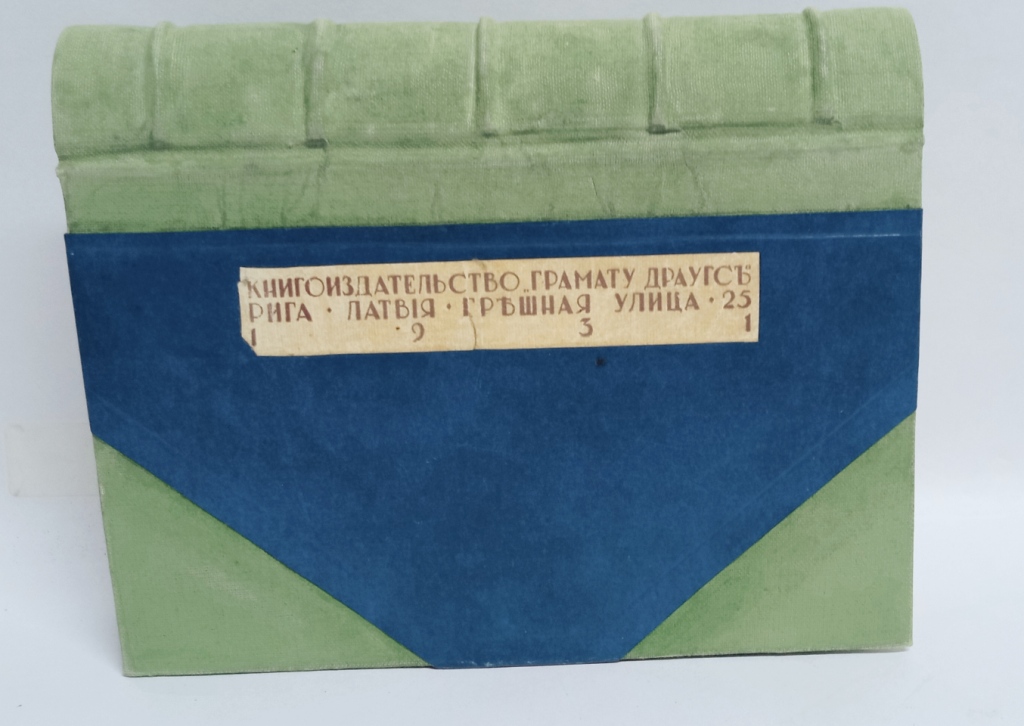 КНИГОИЗДАТЕЛЬСТВО „ГРАМАТУ ДРАУГСЪ"
РИГА · ЛАТВІЯ · ГРѢШНАЯ УЛИЦА · 25
1 · 9 3 1